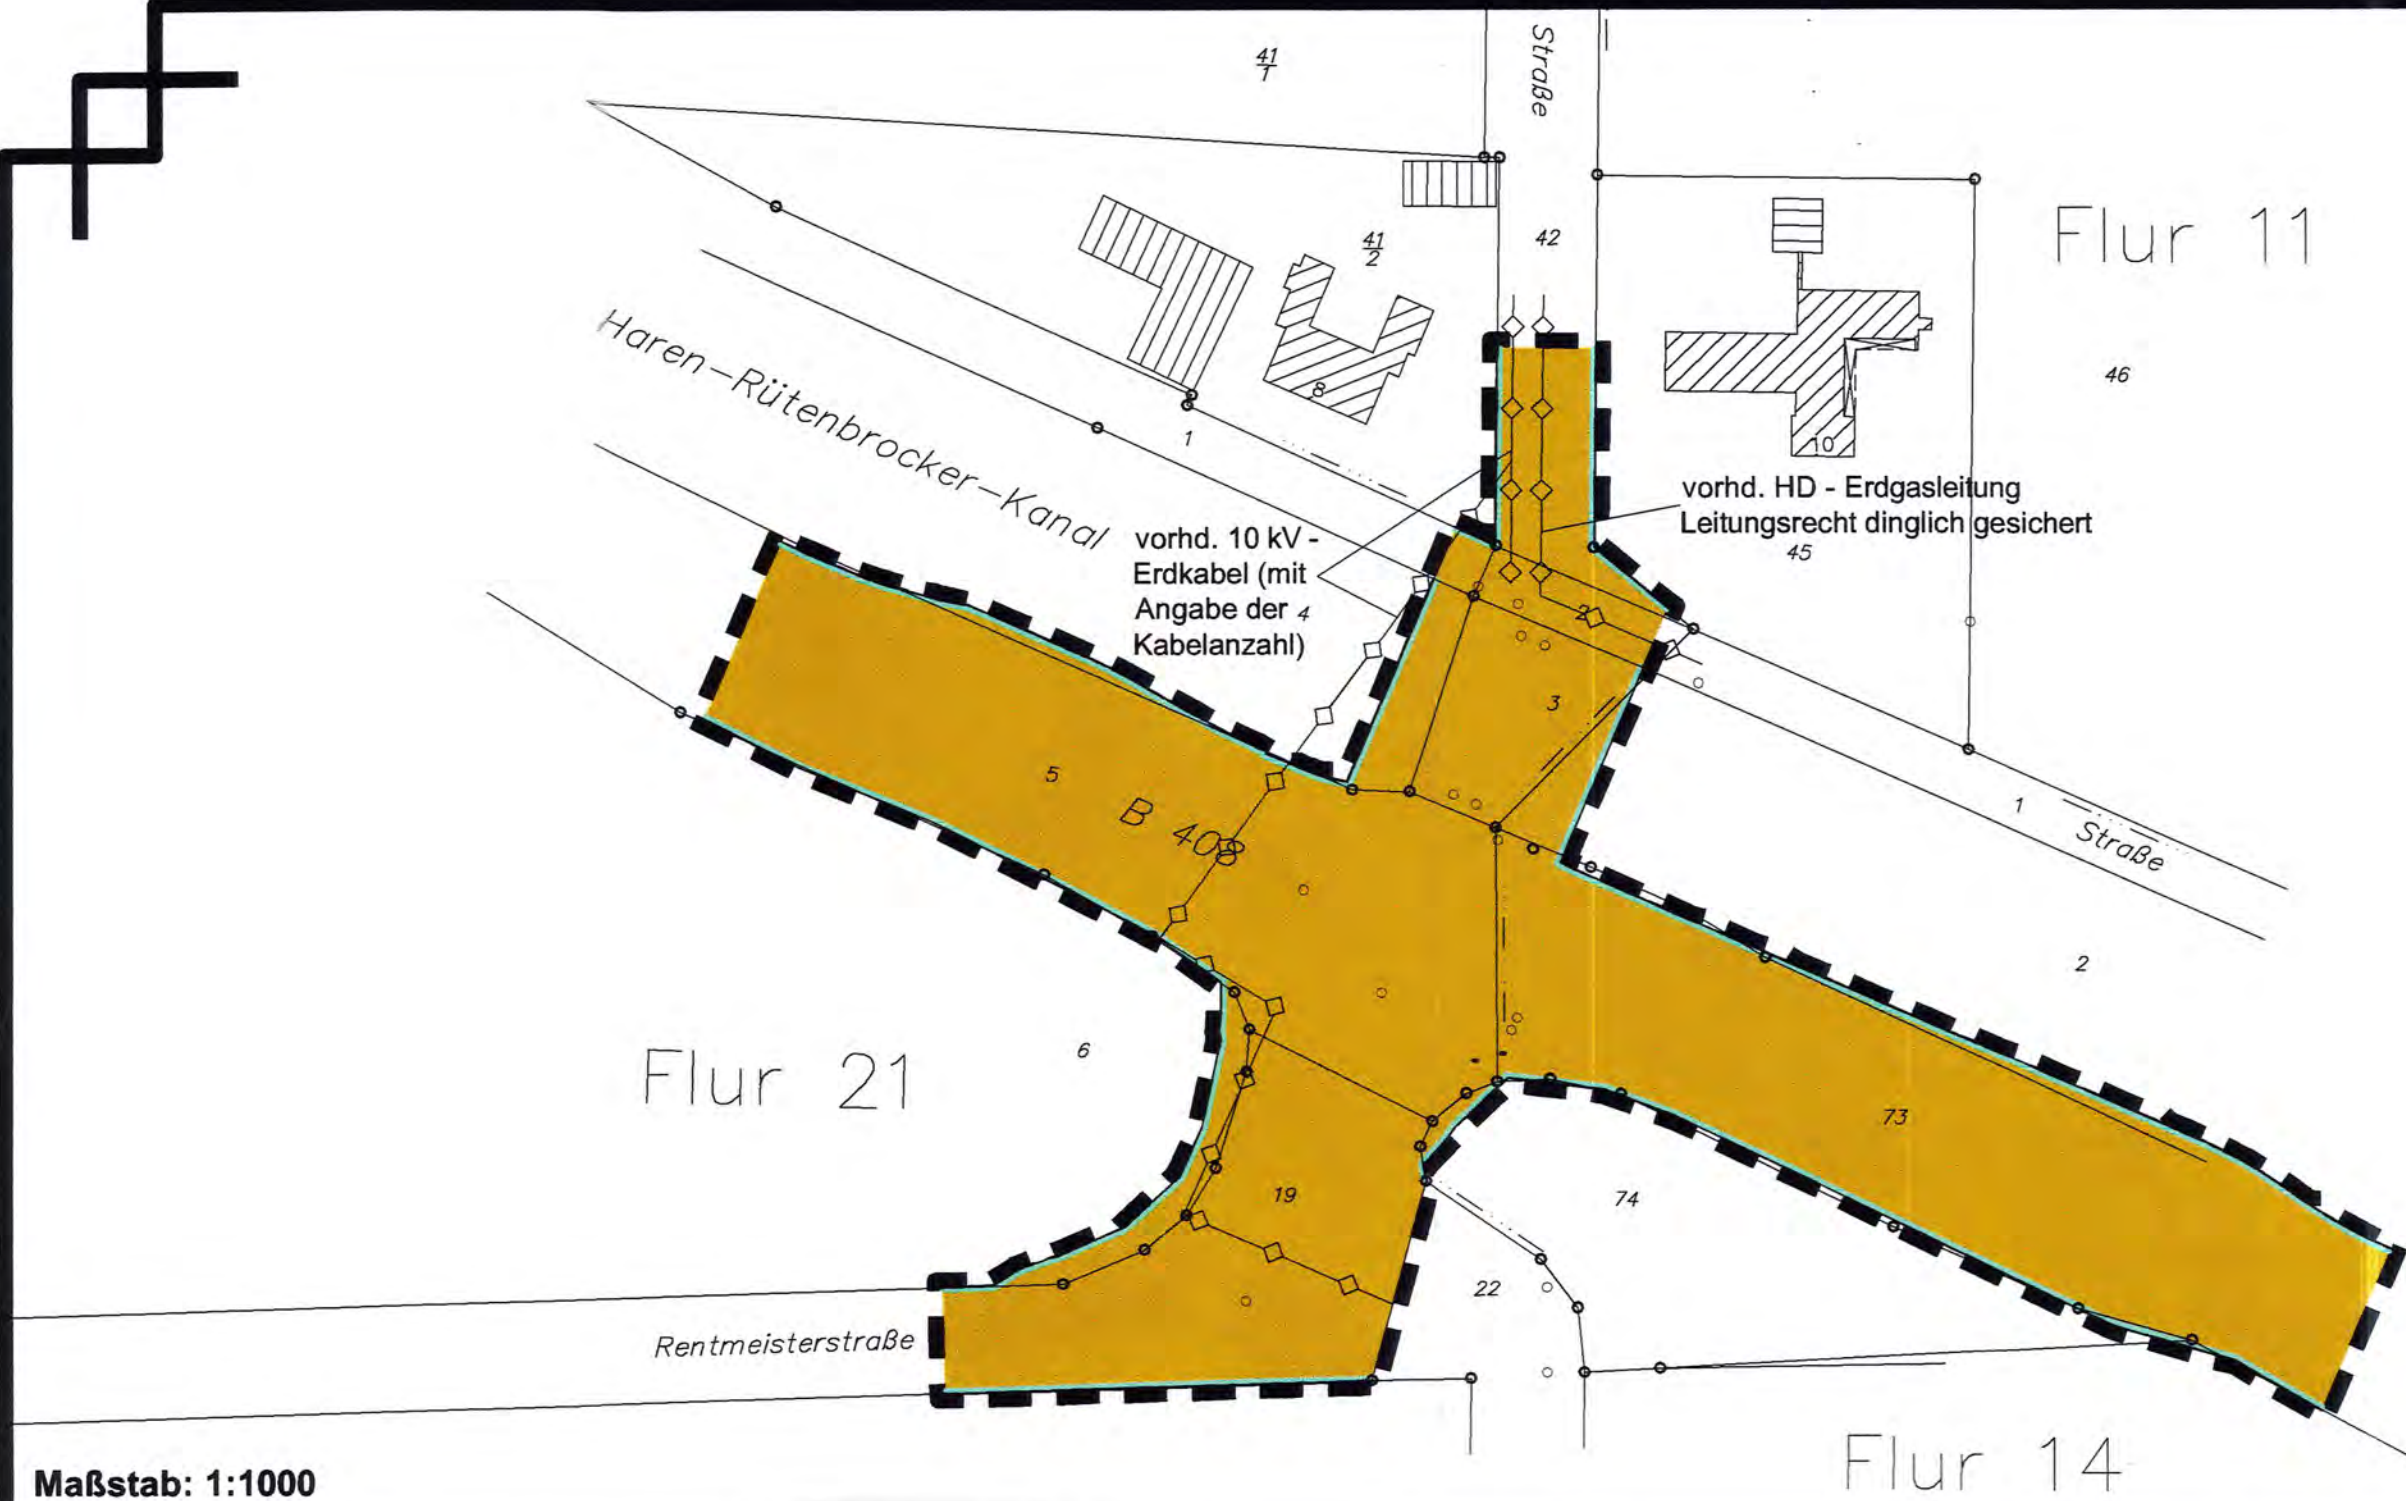 41
1
Straße
41
2
42
Flur 11
46
8
10
Haren-Rütenbrocker-Kanal
1
vorhd. HD - Erdgasleitung
Leitungsrecht dinglich gesichert
45
vorhd. 10 kV -
Erdkabel (mit
Angabe der 4
Kabelanzahl)
2
3
5
B 408
1
Straße
2
Flur 21
6
73
19
74
22
Rentmeisterstraße
Flur 14
Maßstab: 1:1000